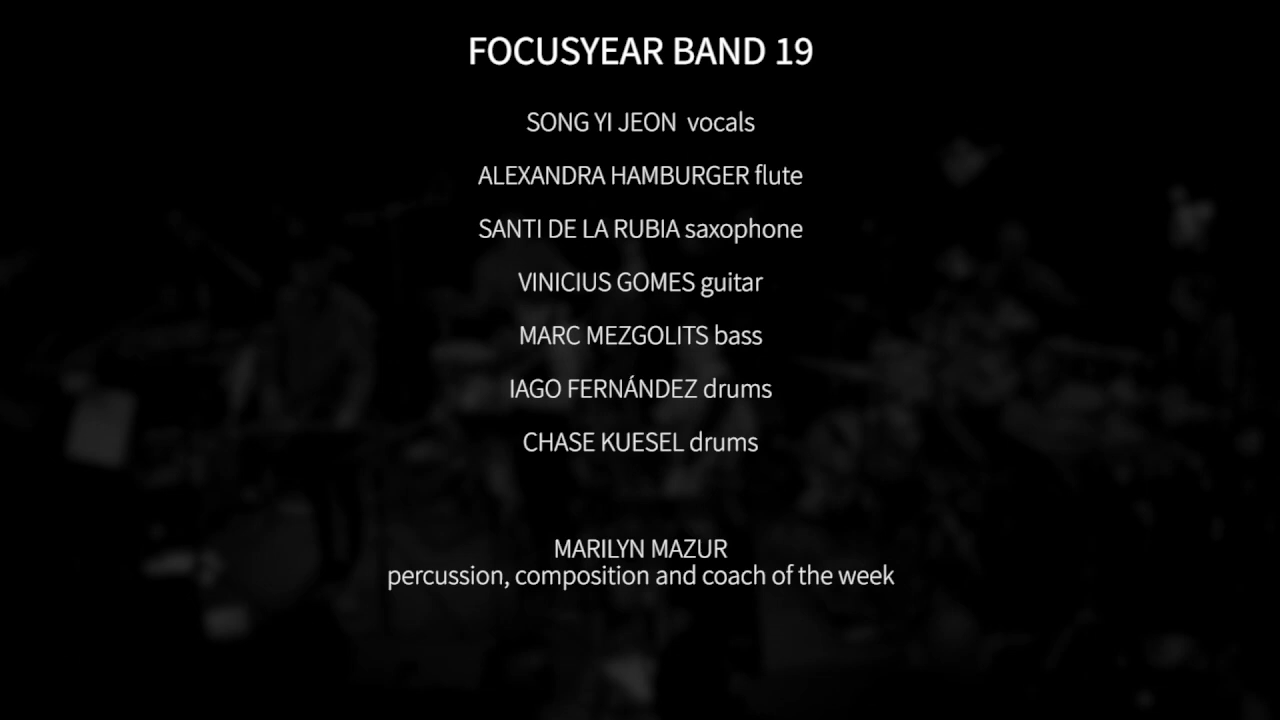 FOCUSYEAR BAND 19
SONG YI JEON vocals
ALEXANDRA HAMBURGER flute
SANTI DE LA RUBIA saxophone
VINICIUS GOMES guitar
MARC MEZGOLITS bass
IAGO FERNÁNDEZ drums
CHASE KUESEL drums
MARILYN MAZUR
percussion, composition and coach of the week